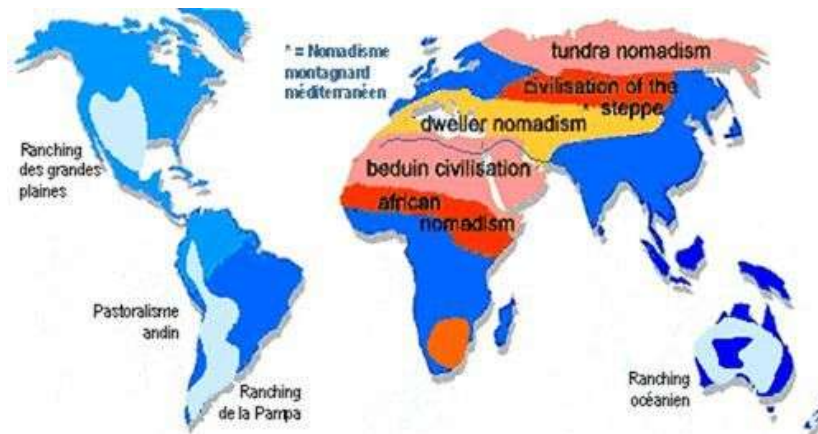 * = Nomadisme
montagnard
méditerranéen
tundra nomadism
civilisation of the
* steppe
dweller nomadism
beduin civilisation
african
nomadism
Ranching
des grandes
plaines
Pastoralisme
andin
Ranching
de la Pampa
Ranching
océanien